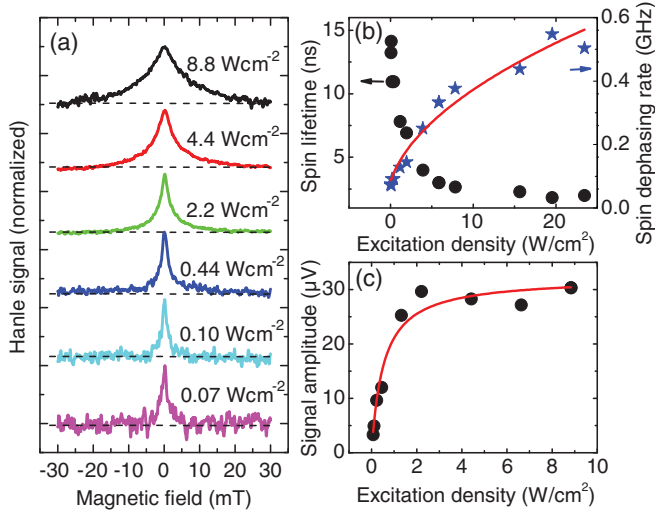 (a)
8.8 Wcm-2
4.4 Wcm-2
2.2 Wcm-2
0.44 Wcm-2
0.10 Wcm-2
0.07 Wcm-2
Hanle signal (normalized)
-30 -20 -10 0 10 20 30
Magnetic field (mT)
(b)
15
10
5
Spin lifetime (ns)
0.6
0.4
0.2
0.0
Spin dephasing rate (GHz)
0 10 20
Excitation density (W/cm²)
(c)
30
20
10
0
Signal amplitude (µV)
0 2 4 6 8 10
Excitation density (W/cm²)